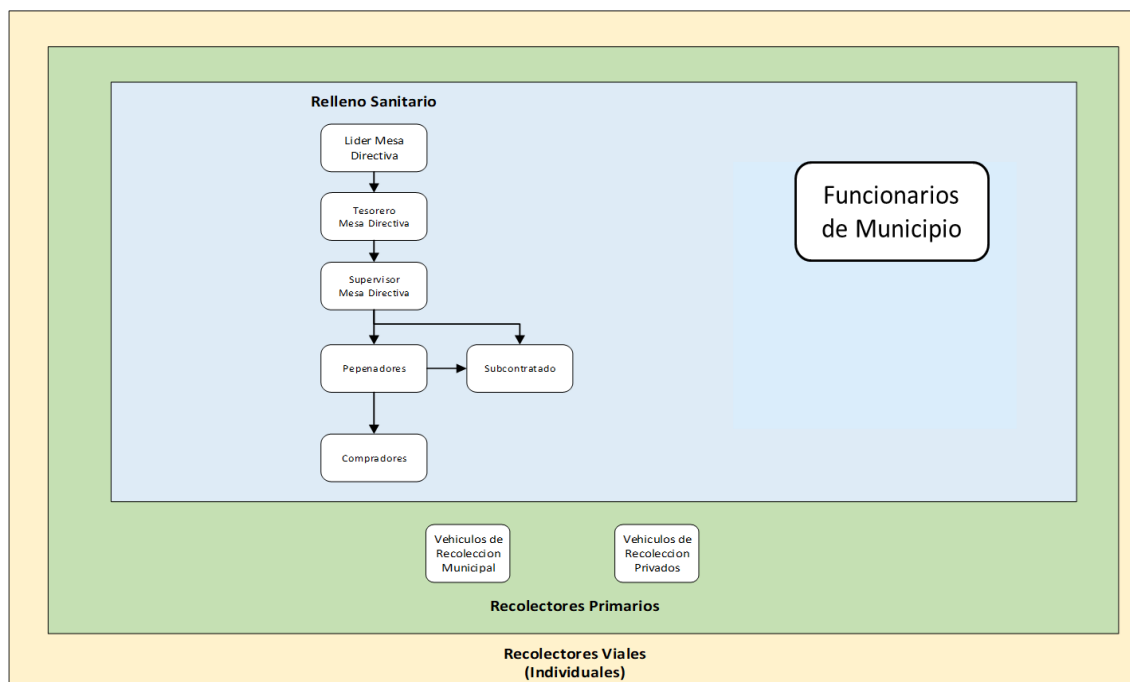 Relleno Sanitario
Lider Mesa
Directiva
Tesorero
Mesa Directiva
Supervisor
Mesa Directiva
Pepenadores
Subcontratado
Compradores
Funcionarios
de Municipio
Vehiculos de
Recoleccion
Municipal
Vehiculos de
Recoleccion
Privados
Recolectores Primarios
Recolectores Viales
(Individuales)